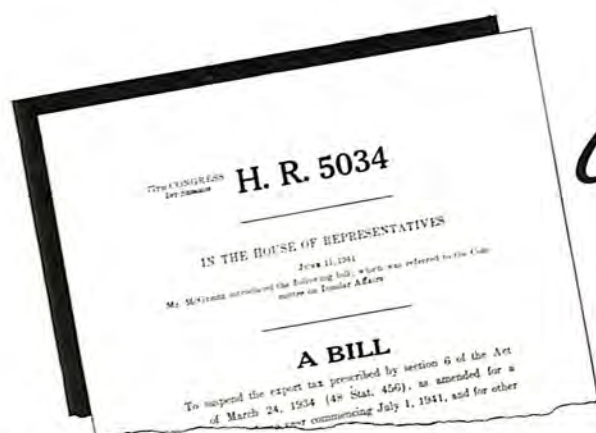 77TH CONGRESS
1ST SESSION
H. R. 5034
IN THE HOUSE OF REPRESENTATIVES
JUNE 11, 1941
Mr. introduced the following bill; which was referred to the Com-
mittee on Insular Affairs
A BILL
To suspend the export tax prescribed by section 6 of the Act
of March 24, 1934 (48 Stat. 456), as amended for a
year commencing July 1, 1941, and for other